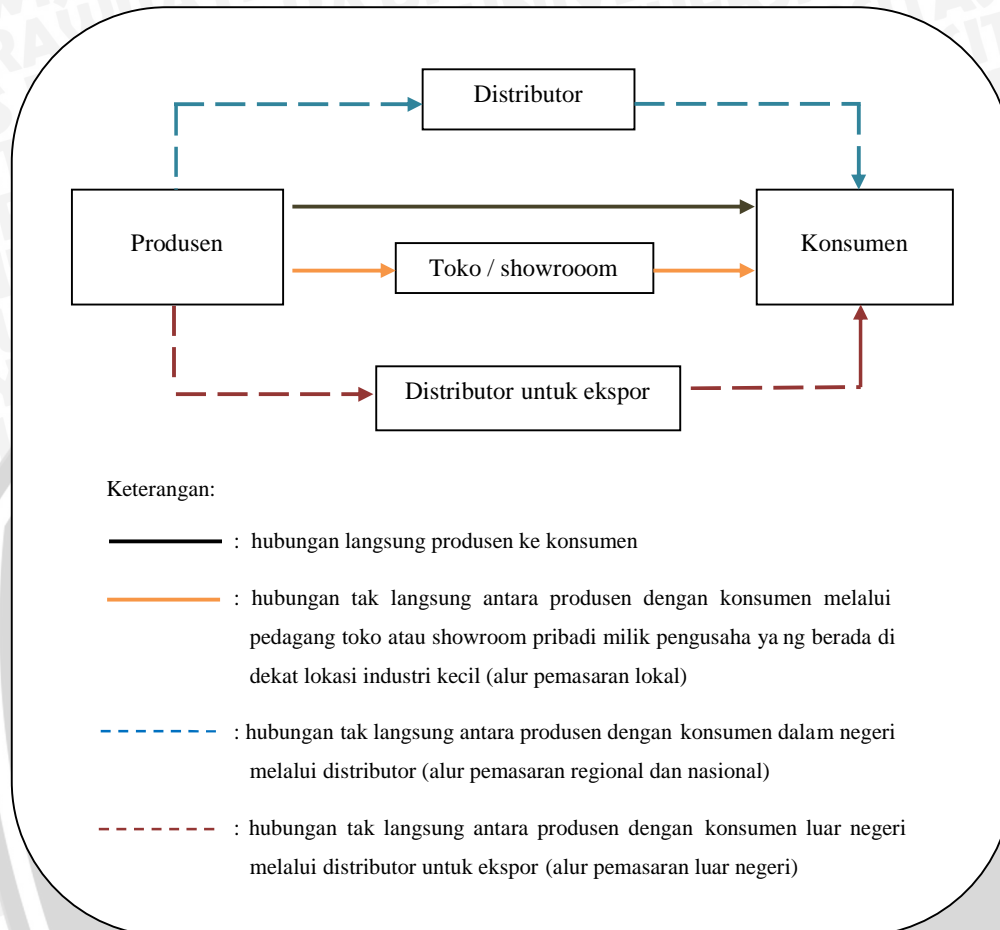 Distributor
Produsen
Konsumen
Toko / showrooom
Distributor untuk ekspor
Keterangan:
: hubungan langsung produsen ke konsumen
: hubungan tak langsung antara produsen dengan konsumen melalui
pedagang toko atau showroom pribadi milik pengusaha ya ng berada di
dekat lokasi industri kecil (alur pemasaran lokal)
: hubungan tak langsung antara produsen dengan konsumen dalam negeri
melalui distributor (alur pemasaran regional dan nasional)
: hubungan tak langsung antara produsen dengan konsumen luar negeri
melalui distributor untuk ekspor (alur pemasaran luar negeri)